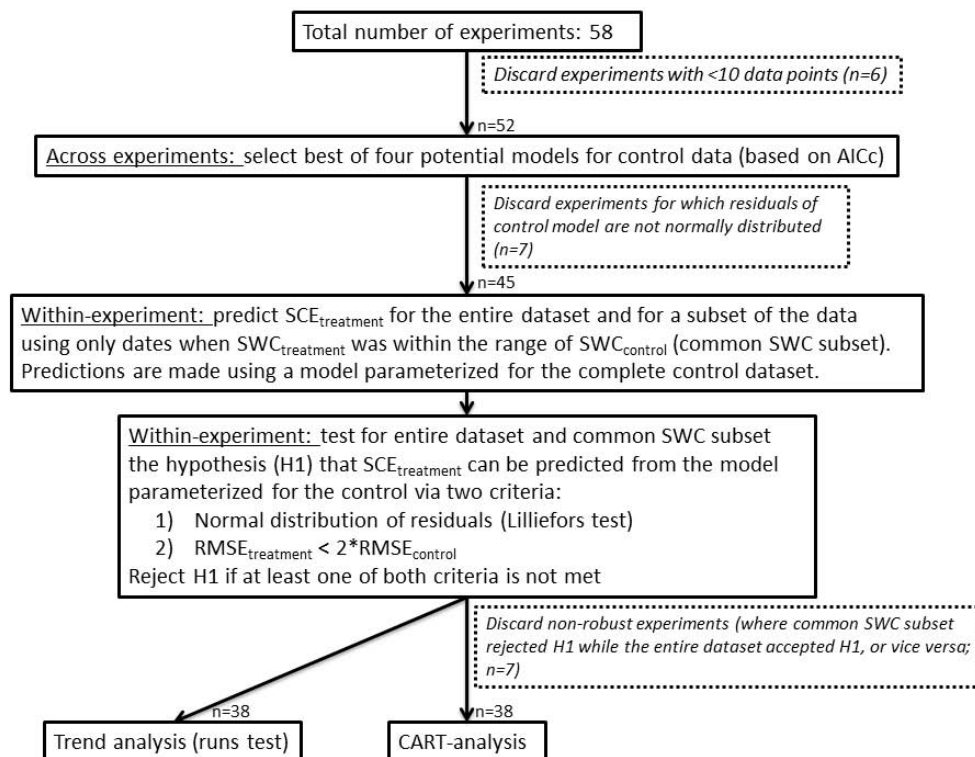 Total number of experiments: 58
Discard experiments with <10 data points (n=6)
n=52
Across experiments: select best of four potential models for control data (based on AICc)
Discard experiments for which residuals of
control model are not normally distributed
(n=7)
n=45
Within-experiment: predict SCEtreatment for the entire dataset and for a subset of the data
using only dates when SWCtreatment was within the range of SWCcontrol (common SWC subset).
Predictions are made using a model parameterized for the complete control dataset.
Within-experiment: test for entire dataset and common SWC subset
the hypothesis (H1) that SCEtreatment can be predicted from the model
parameterized for the control via two criteria:
1) Normal distribution of residuals (Lilliefors test)
2) RMSEtreatment < 2*RMSEcontrol
Reject H1 if at least one of both criteria is not met
Discard non-robust experiments (where common SWC subset
rejected H1 while the entire dataset accepted H1, or vice versa;
n=7)
n=38
n=38
Trend analysis (runs test)
CART-analysis